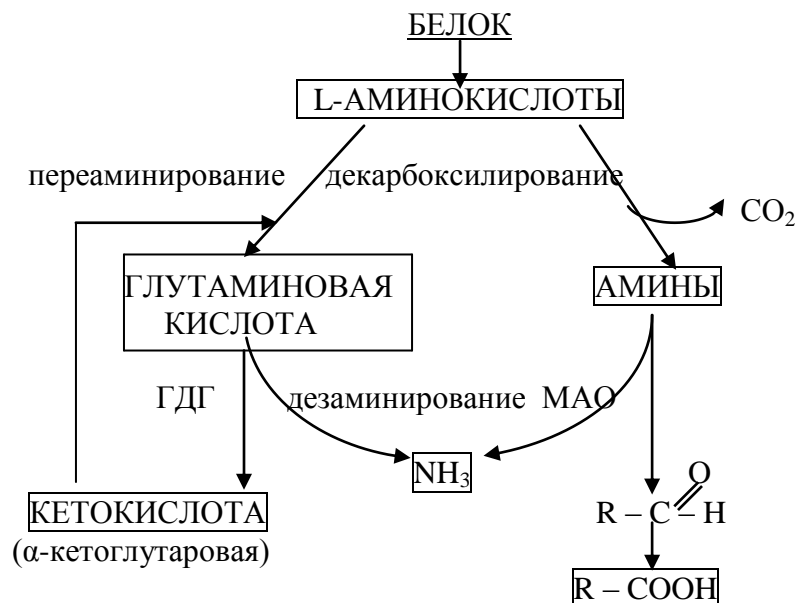 БЕЛОК
L-АМИНОКИСЛОТЫ
переаминирование декарбоксилирование
CO₂
ГЛУТАМИНОВАЯ
КИСЛОТА
АМИНЫ
ГДГ дезаминирование МАО
NH₃
КЕТОКИСЛОТА
(α-кетоглутаровая)
O
R – C – H
R – COOH